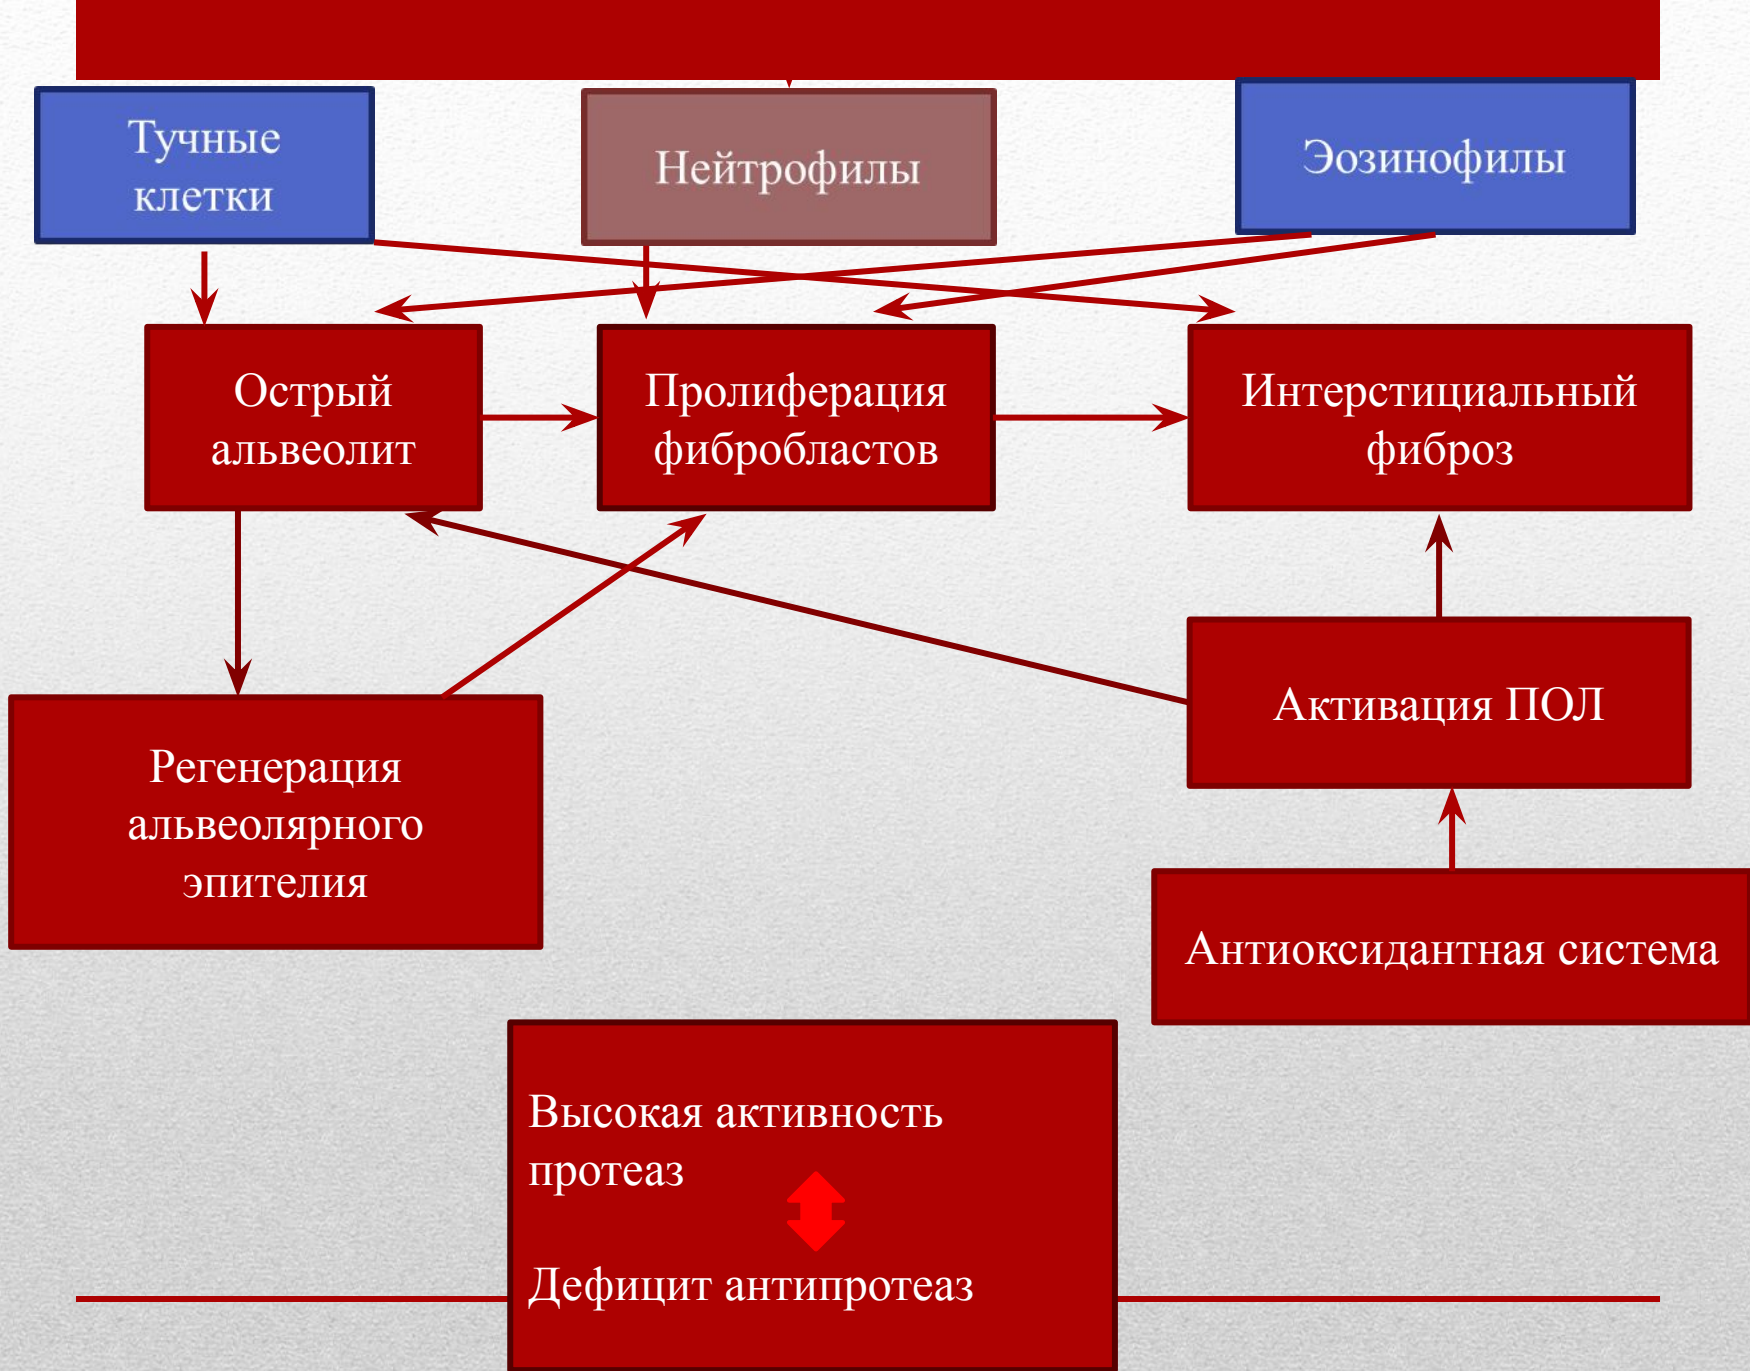 Тучные
клетки
Нейтрофилы
Эозинофилы
Острый
альвеолит
Пролиферация
фибробластов
Интерстициальный
фиброз
Регенерация
альвеолярного
эпителия
Активация ПОЛ
Антиоксидантная система
Высокая активность
протеаз
Дефицит антипротеаз